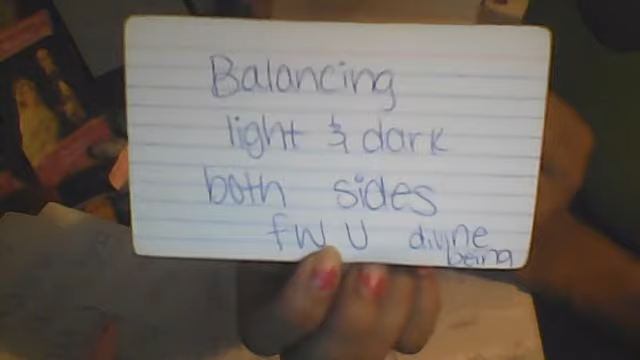 Balancing
light & dark
both sides
fw U divine
being